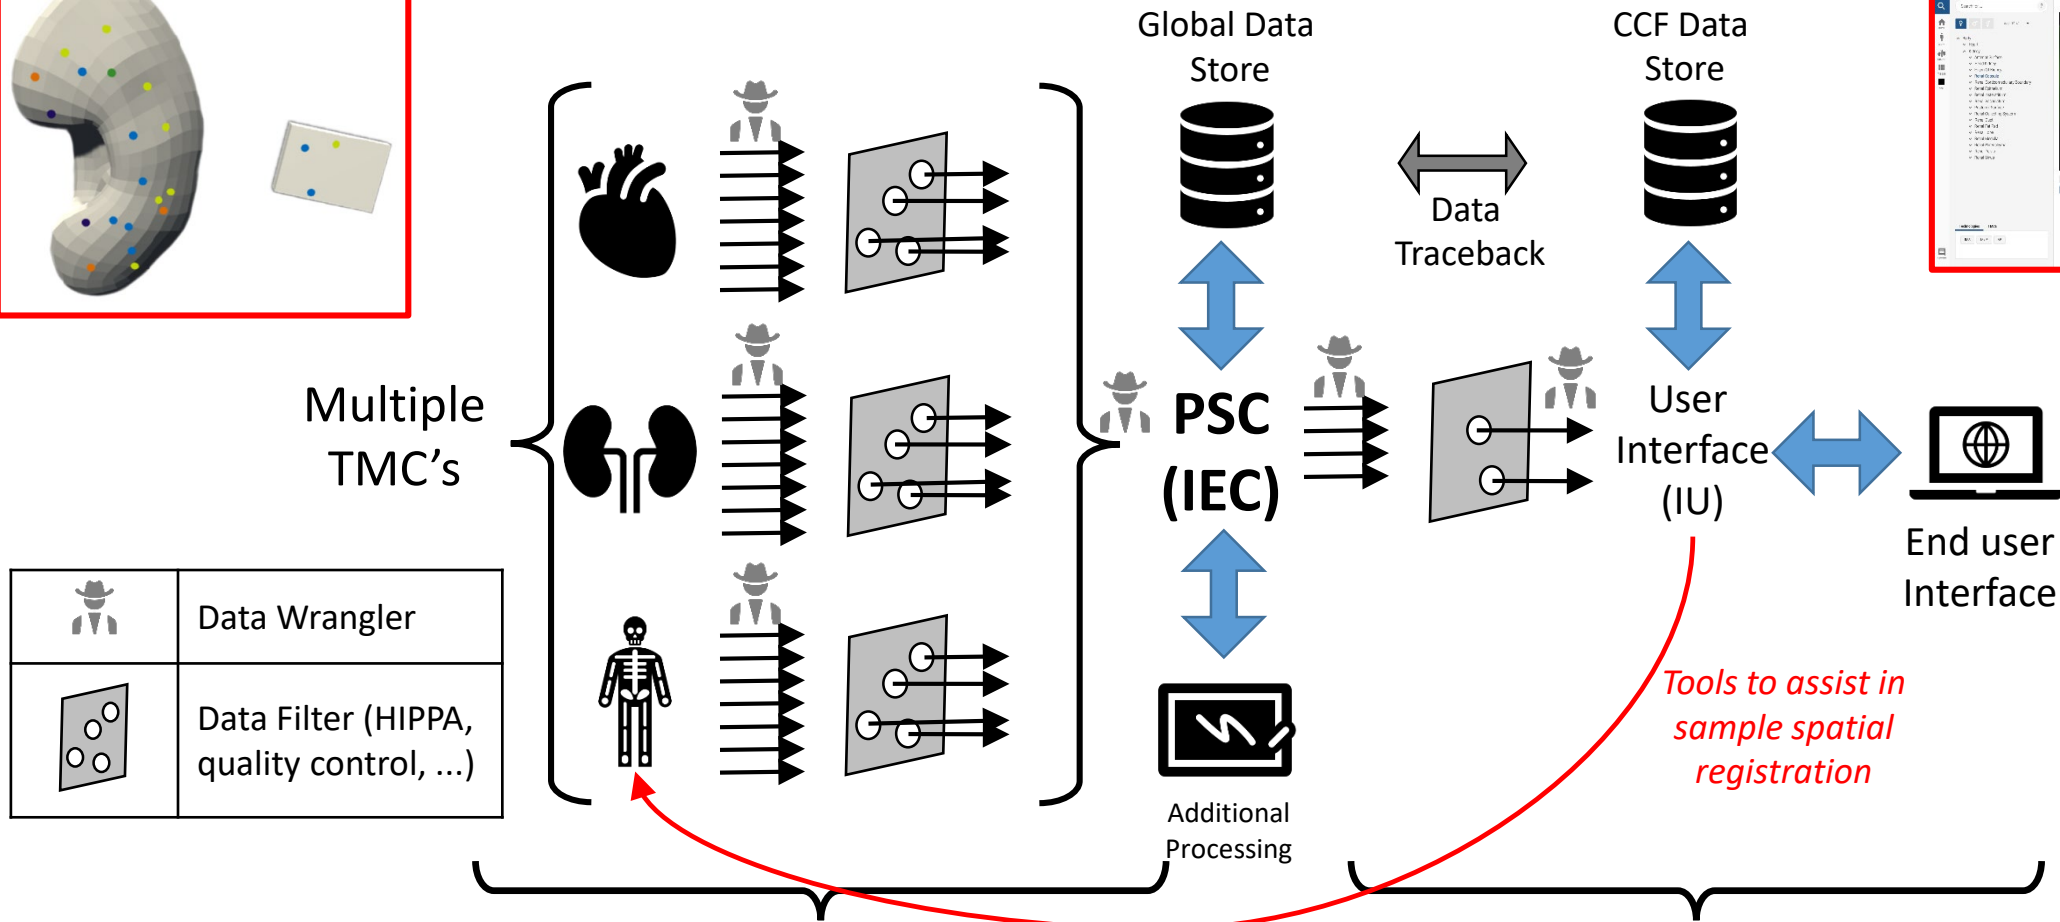 Global Data
Store
CCF Data
Store
Data
Traceback
Multiple
TMC's
PSC
(IEC)
User
Interface
(IU)
End user
Interface
Data Wrangler
Data Filter (HIPPA,
quality control, ...)
Additional
Processing
Tools to assist in
sample spatial
registration